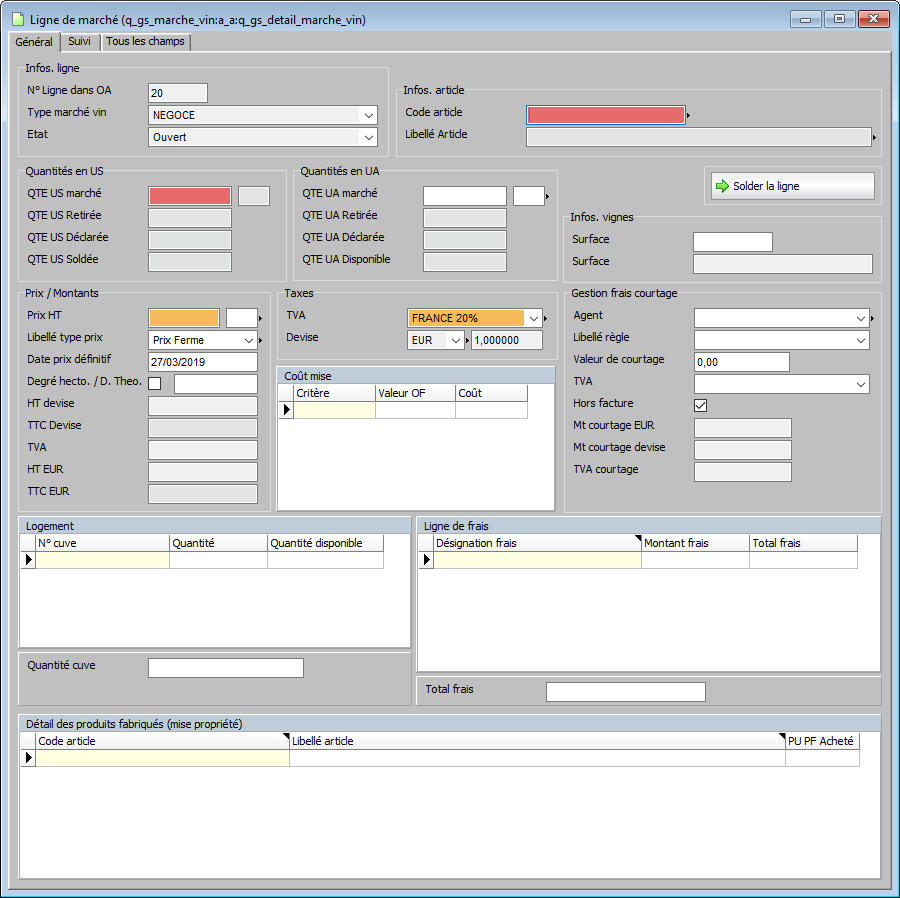 Ligne de marché (q_gs_marche_vin:a_a:q_gs_detail_marche_vin)
Général
Suivi
Tous les champs
Infos. ligne
N° Ligne dans OA
20
Type marché vin
NEGOCE
Etat
Ouvert
Infos. article
Code article
Libellé Article
Quantités en US
QTE US marché
QTE US Retirée
QTE US Déclarée
QTE US Soldée
Quantités en UA
QTE UA marché
QTE UA Retirée
QTE UA Déclarée
QTE UA Disponible
Solder la ligne
Infos. vignes
Surface
Surface
Prix / Montants
Prix HT
Libellé type prix
Prix Ferme
Date prix définitif
27/03/2019
Degré hecto. / D. Theo.
HT devise
TTC Devise
TVA
HT EUR
TTC EUR
Taxes
TVA
FRANCE 20%
Devise
EUR
1,000000
Coût mise
Critère
Valeur OF
Coût
Gestion frais courtage
Agent
Libellé règle
Valeur de courtage
0,00
TVA
Hors facture
Mt courtage EUR
Mt courtage devise
TVA courtage
Logement
N° cuve
Quantité
Quantité disponible
Quantité cuve
Ligne de frais
Désignation frais
Montant frais
Total frais
Total frais
Détail des produits fabriqués (mise propriété)
Code article
Libellé article
PU PF Acheté